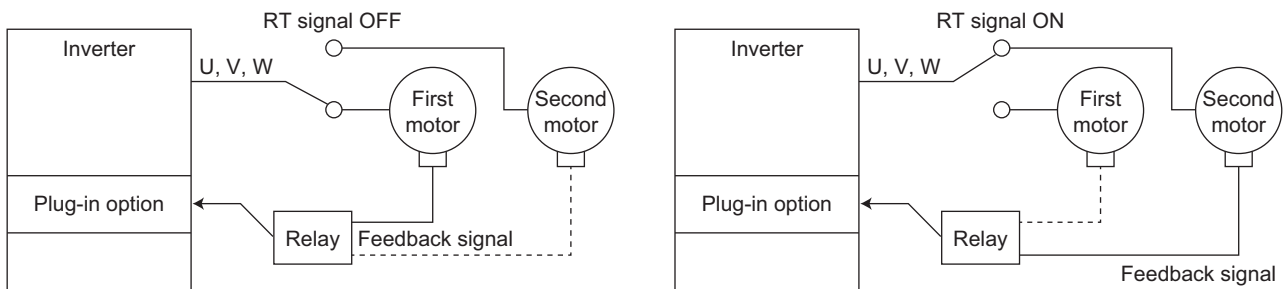 RT signal OFF
Inverter
U, V, W
First
motor
Second
motor
Plug-in option
Relay
Feedback signal
RT signal ON
Inverter
U, V, W
First
motor
Second
motor
Plug-in option
Relay
Feedback signal